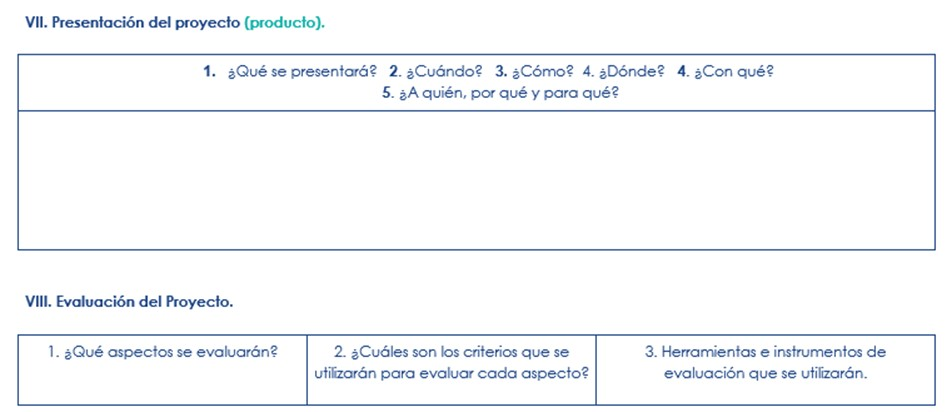 VII. Presentación del proyecto (producto).
1. ¿Qué se presentará? 2. ¿Cuándo? 3. ¿Cómo? 4. ¿Dónde? 4. ¿Con qué?
5. ¿A quién, por qué y para qué?
VIII. Evaluación del Proyecto.
1. ¿Qué aspectos se evaluarán?
2. ¿Cuáles son los criterios que se
utilizarán para evaluar cada aspecto?
3. Herramientas e instrumentos de
evaluación que se utilizarán.